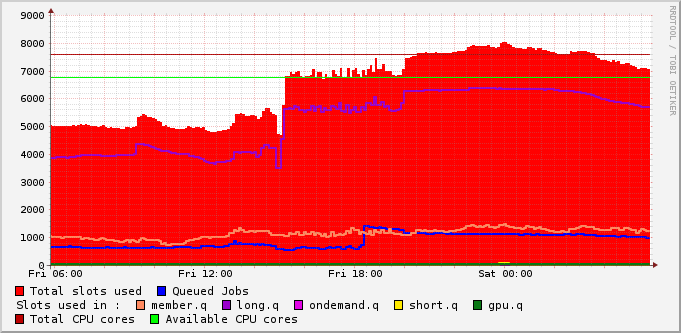 RRDTOOL / TOBI OETIKER
9000
8000
7000
6000
5000
4000
3000
2000
1000
0
Fri 06:00 Fri 12:00 Fri 18:00 Sat 00:00
Total slots used Queued Jobs
Slots used in : member.q long.q ondemand.q short.q gpu.q
Total CPU cores Available CPU cores